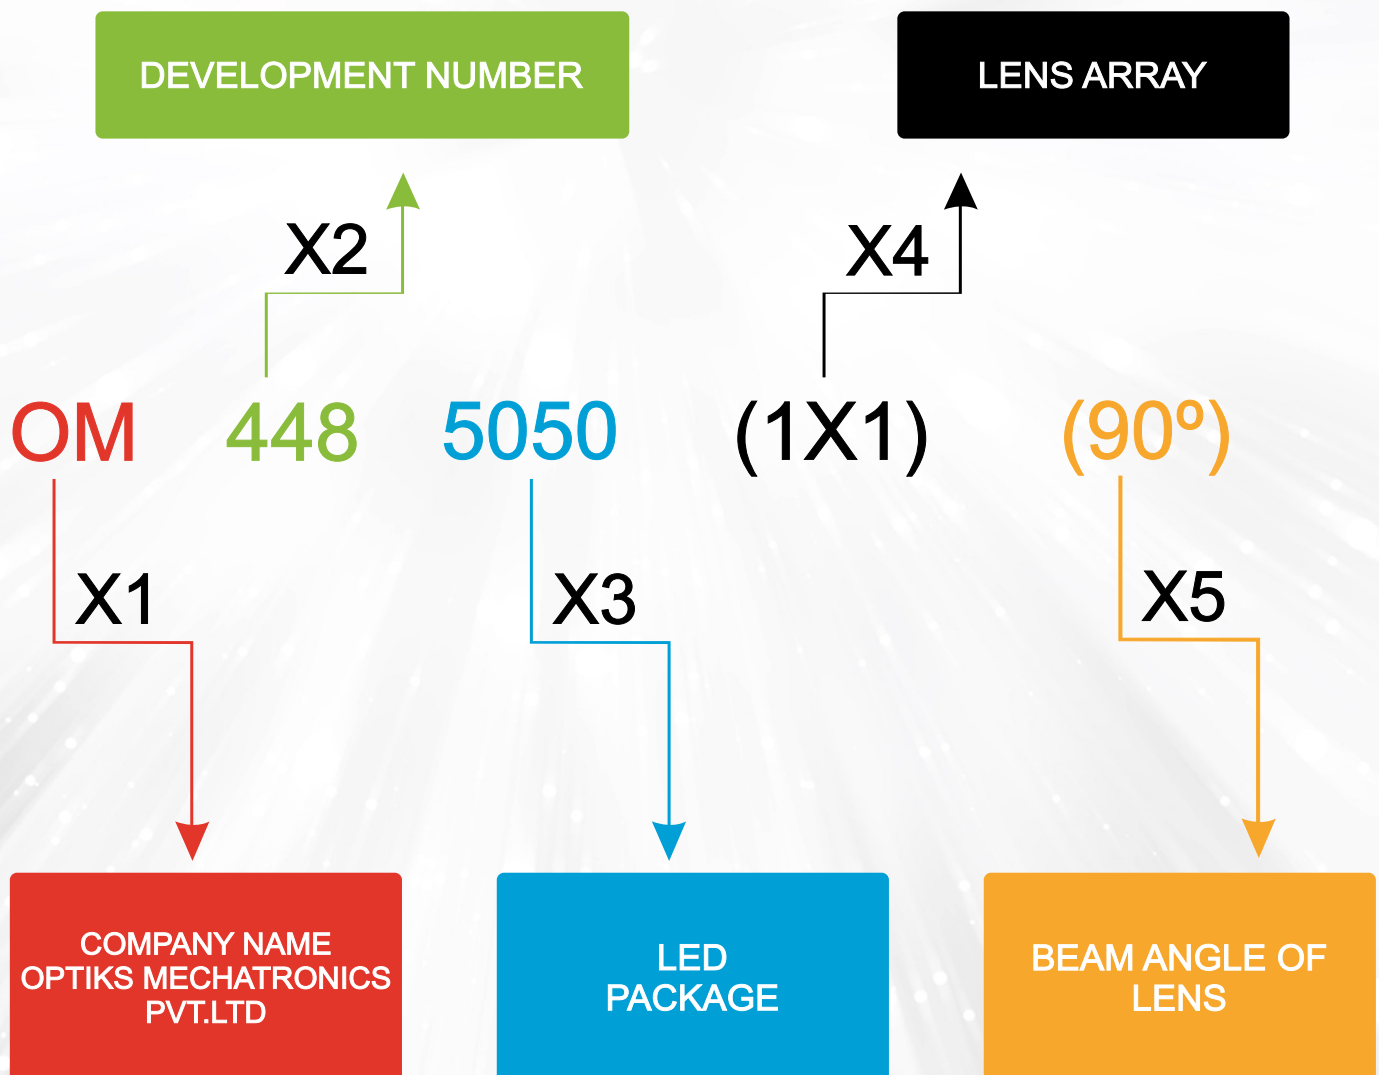 DEVELOPMENT NUMBER
LENS ARRAY
X2
X4
OM 448 5050 (1X1) (90º)
X1
X3
X5
COMPANY NAME
OPTIKS MECHATRONICS
PVT.LTD
LED
PACKAGE
BEAM ANGLE OF
LENS